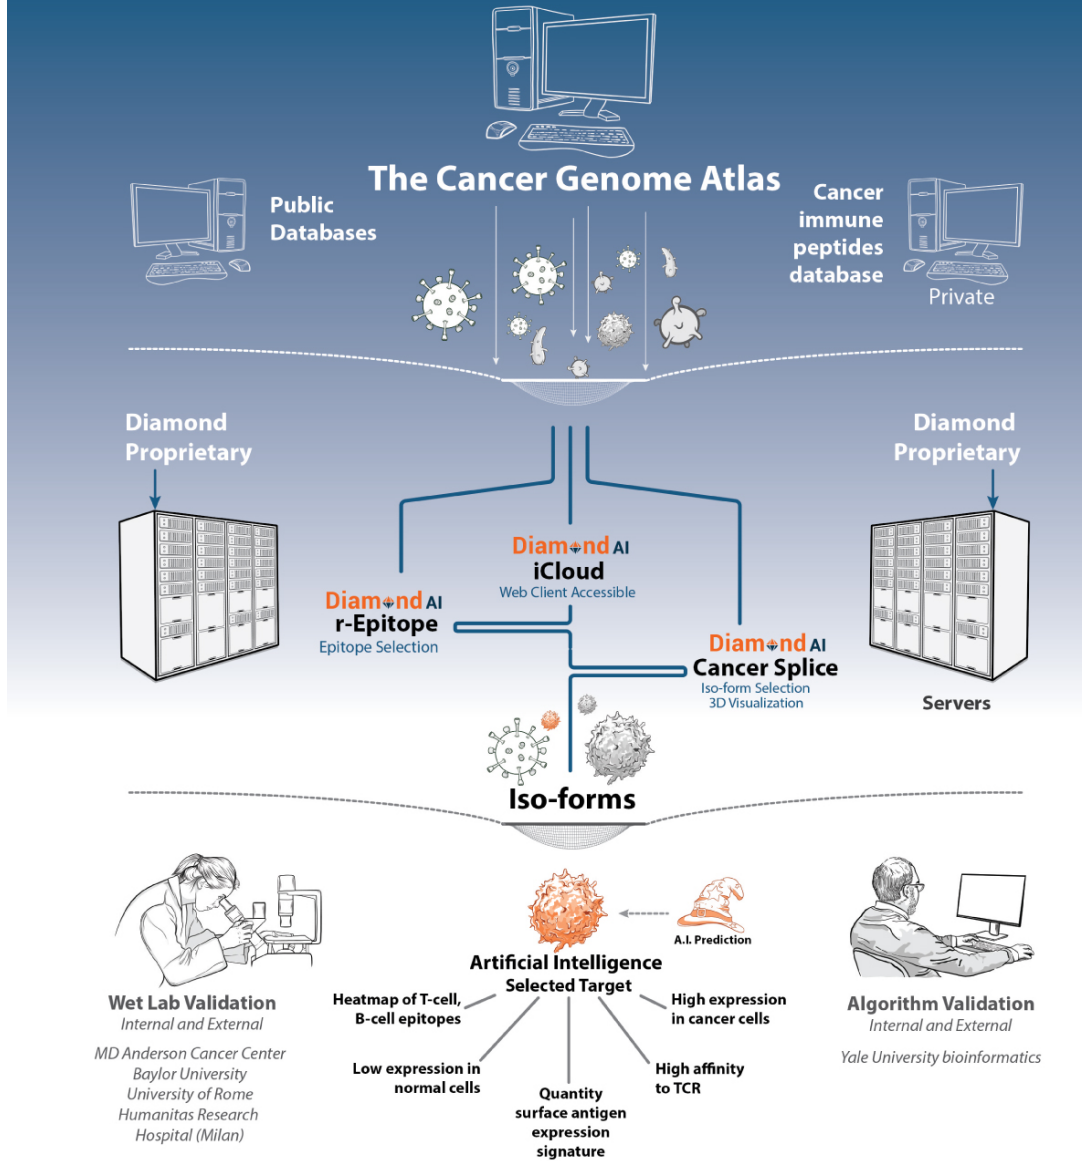 The Cancer Genome Atlas
Public
Databases
Cancer
immune
peptides
database
Private
Diamond
Proprietary
Diamond
Proprietary
Diamond AI
iCloud
Web Client Accessible
Diamond AI
r-Epitope
Epitope Selection
Diamond AI
Cancer Splice
Iso-form Selection
3D Visualization
Servers
Iso-forms
A.I. Prediction
Artificial Intelligence
Selected Target
Heatmap of T-cell,
B-cell epitopes
High expression
in cancer cells
Low expression in
normal cells
High affinity
to TCR
Quantity
surface antigen
expression
signature
Wet Lab Validation
Internal and External
MD Anderson Cancer Center
Baylor University
University of Rome
Humanitas Research
Hospital (Milan)
Algorithm Validation
Internal and External
Yale University bioinformatics